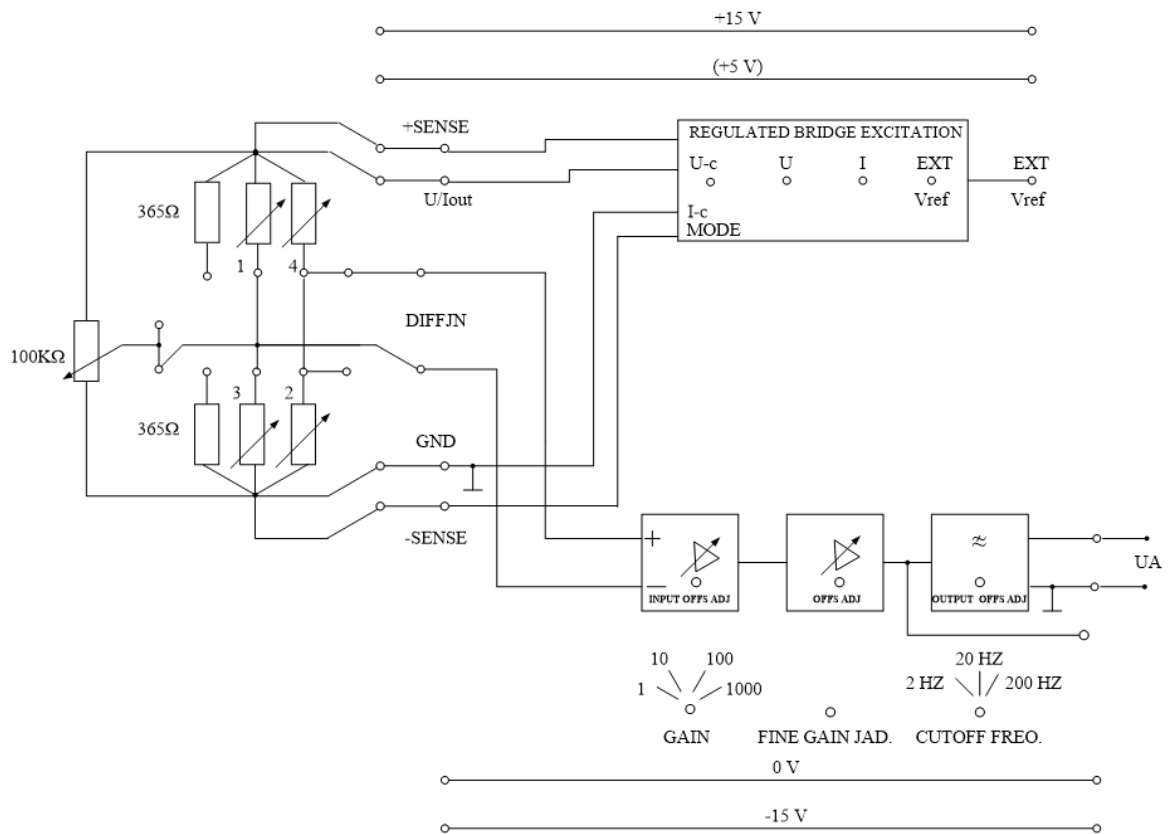 +15 V
(+5 V)
+SENSE
REGULATED BRIDGE EXCITATION
U-c U I EXT EXT
Vref Vref
U/Iout
365Ω
I-c
MODE
1 4
DIFFJN
100KΩ
3 2
365Ω
GND
-SENSE
+
≈
UA
−
INPUT OFFS ADJ OFFS ADJ OUTPUT OFFS ADJ
10 100 20 HZ
1 1000 2 HZ 200 HZ
GAIN FINE GAIN JAD. CUTOFF FREO.
0 V
-15 V